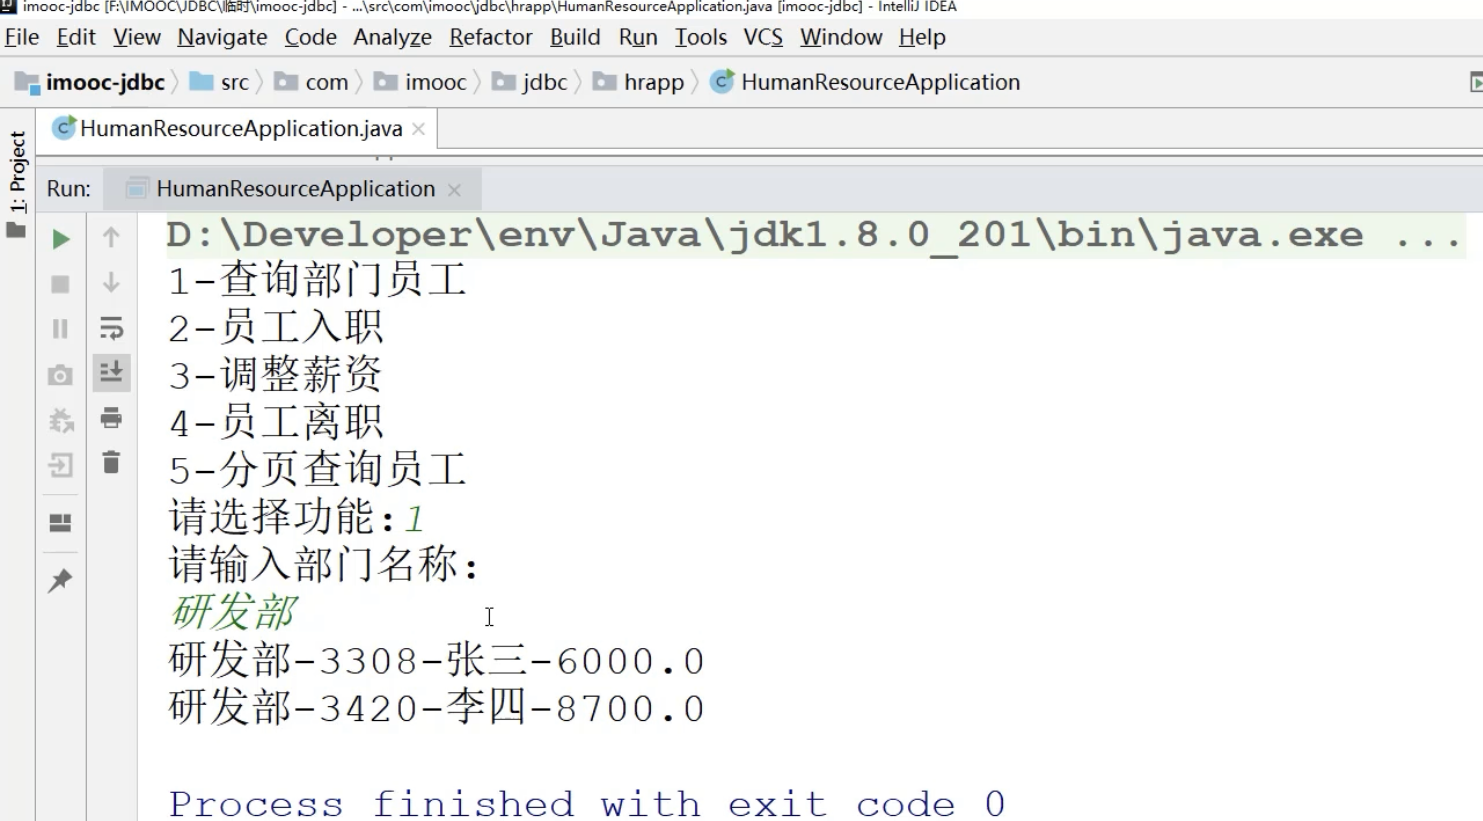 imooc-jdbc [F:\IMOOC\JDBC\临时\imooc-jdbc] - ...\src\com\imooc\jdbc\hrapp\HumanResourceApplication.java [imooc-jdbc] - IntelliJ IDEA
File Edit View Navigate Code Analyze Refactor Build Run Tools VCS Window Help
imooc-jdbc src com imooc jdbc hrapp HumanResourceApplication
HumanResourceApplication.java
1: Project
Run: HumanResourceApplication
D:\Developer\env\Java\jdk1.8.0_201\bin\java.exe ...
1-查询部门员工
2-员工入职
3-调整薪资
4-员工离职
5-分页查询员工
请选择功能:1
请输入部门名称:
研发部
研发部-3308-张三-6000.0
研发部-3420-李四-8700.0
Process finished with exit code 0